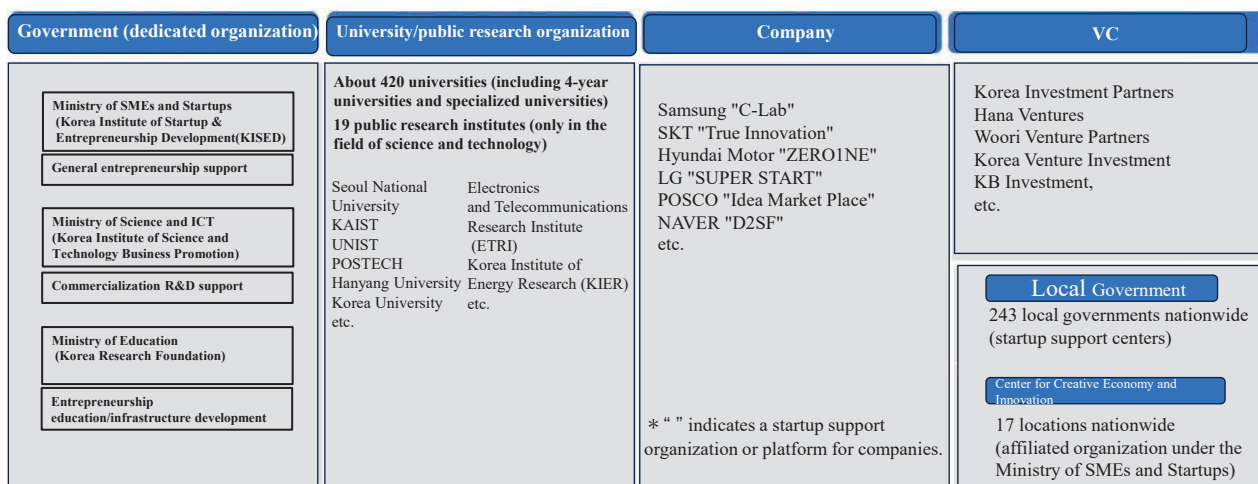 Government (dedicated organization)
Ministry of SMEs and Startups
(Korea Institute of Startup &
Entrepreneurship Development(KISED)
General entrepreneurship support
Ministry of Science and ICT
(Korea Institute of Science and
Technology Business Promotion)
Commercialization R&D support
Ministry of Education
(Korea Research Foundation)
Entrepreneurship
education/infrastructure development
University/public research organization
About 420 universities (including 4-year
universities and specialized universities)
19 public research institutes (only in the
field of science and technology)
Seoul National
University
KAIST
UNIST
POSTECH
Hanyang University
Korea University
etc.
Electronics
and Telecommunications
Research Institute
(ETRI)
Korea Institute of
Energy Research (KIER)
etc.
Company
Samsung "C-Lab"
SKT "True Innovation"
Hyundai Motor "ZERO1NE"
LG "SUPER START"
POSCO "Idea Market Place"
NAVER "D2SF"
etc.
* “ ” indicates a startup support
organization or platform for companies.
VC
Korea Investment Partners
Hana Ventures
Woori Venture Partners
Korea Venture Investment
KB Investment,
etc.
Local Government
243 local governments nationwide
(startup support centers)
Center for Creative Economy and
Innovation
17 locations nationwide
(affiliated organization under the
Ministry of SMEs and Startups)